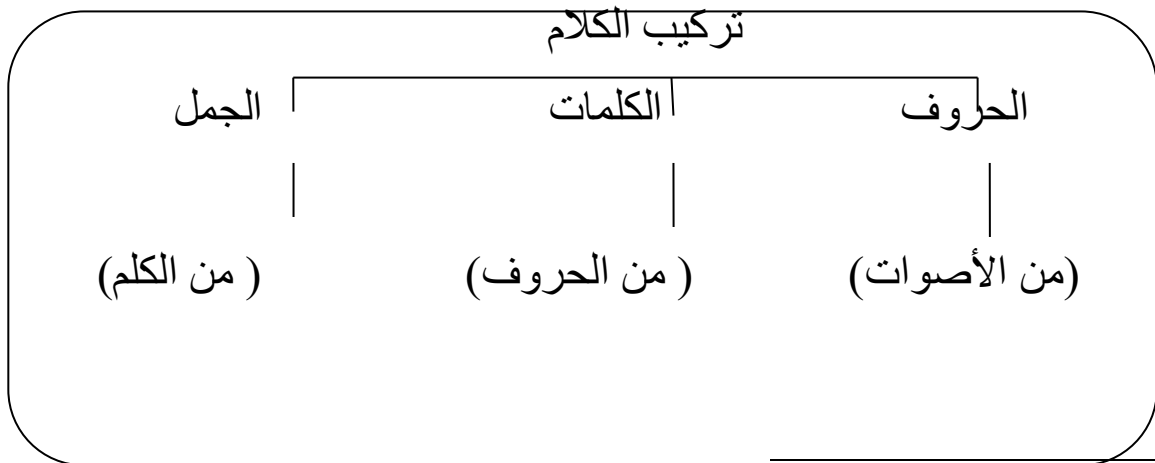 تركيب الكلام
الحروف الكلمات الجمل
(من الأصوات) ( من الحروف) ( من الكلم)